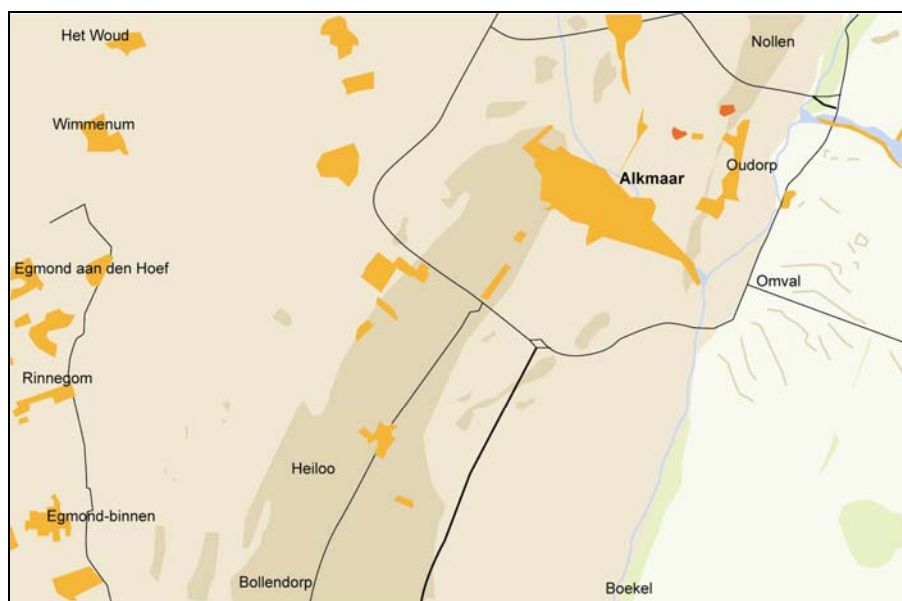 Het Woud
Nollen
Wimmenum
Oudorp
Alkmaar
Egmond aan den Hoef
Omval
Rinnegom
Heiloo
Egmond-binnen
Bollendorp
Boekel